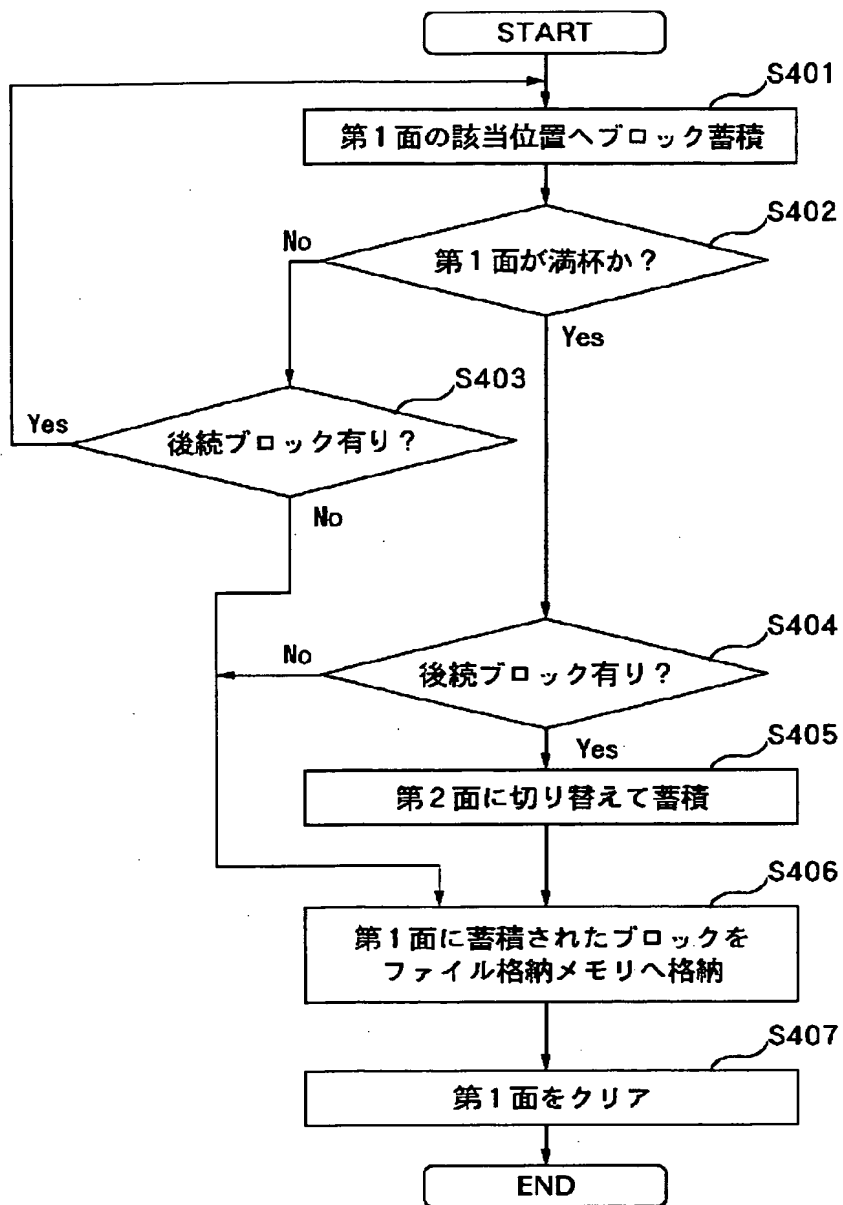 START
S401
第1面の該当位置へブロック蓄積
S402
No
第1面が満杯か？
Yes
S403
Yes
後続ブロック有り？
No
S404
No
後続ブロック有り？
Yes
S405
第2面に切り替えて蓄積
S406
第1面に蓄積されたブロックを
ファイル格納メモリへ格納
S407
第1面をクリア
END